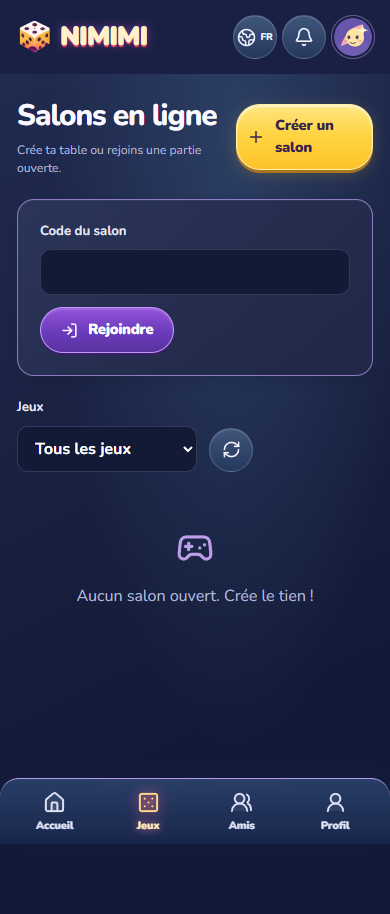 NIMIMI
FR
Salons en ligne
Crée ta table ou rejoins une partie
ouverte.
Créer un
salon
Code du salon
Rejoindre
Jeux
Tous les jeux
Aucun salon ouvert. Crée le tien !
Accueil
Jeux
Amis
Profil